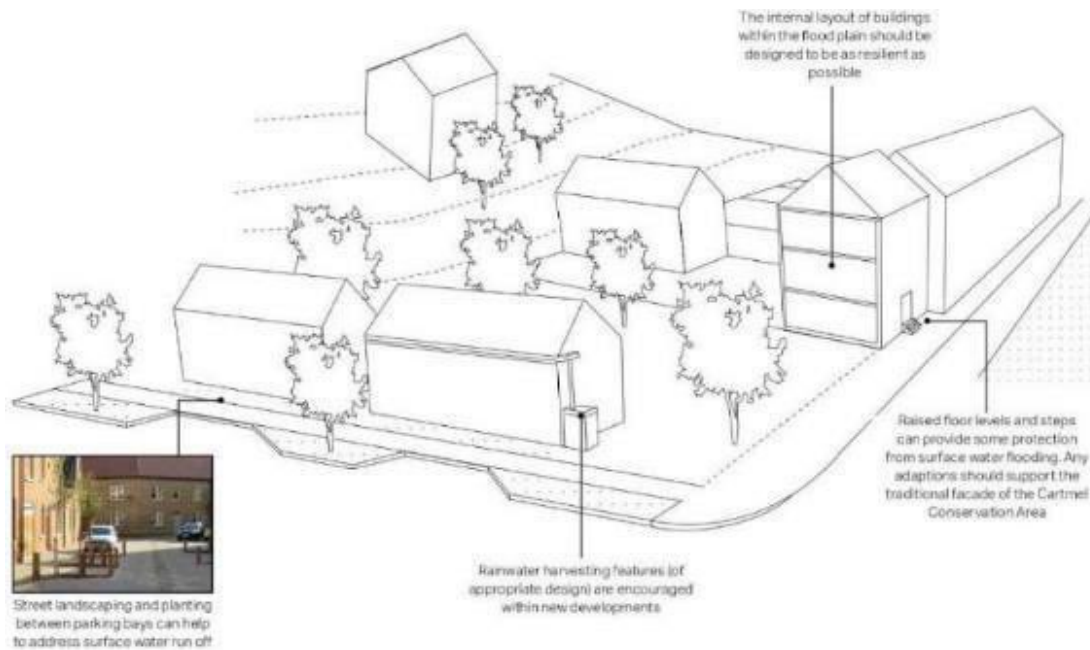 The internal layout of buildings
within the flood plain should be
designed to be as resilient as
possible
Raised floor levels and steps
can provide some protection
from surface water flooding. Any
adaptions should support the
traditional facade of the Cartmel
Conservation Area
Rainwater harvesting features (of
appropriate design) are encouraged
within new developments
Street landscaping and planting
between parking bays can help
to address surface water run off